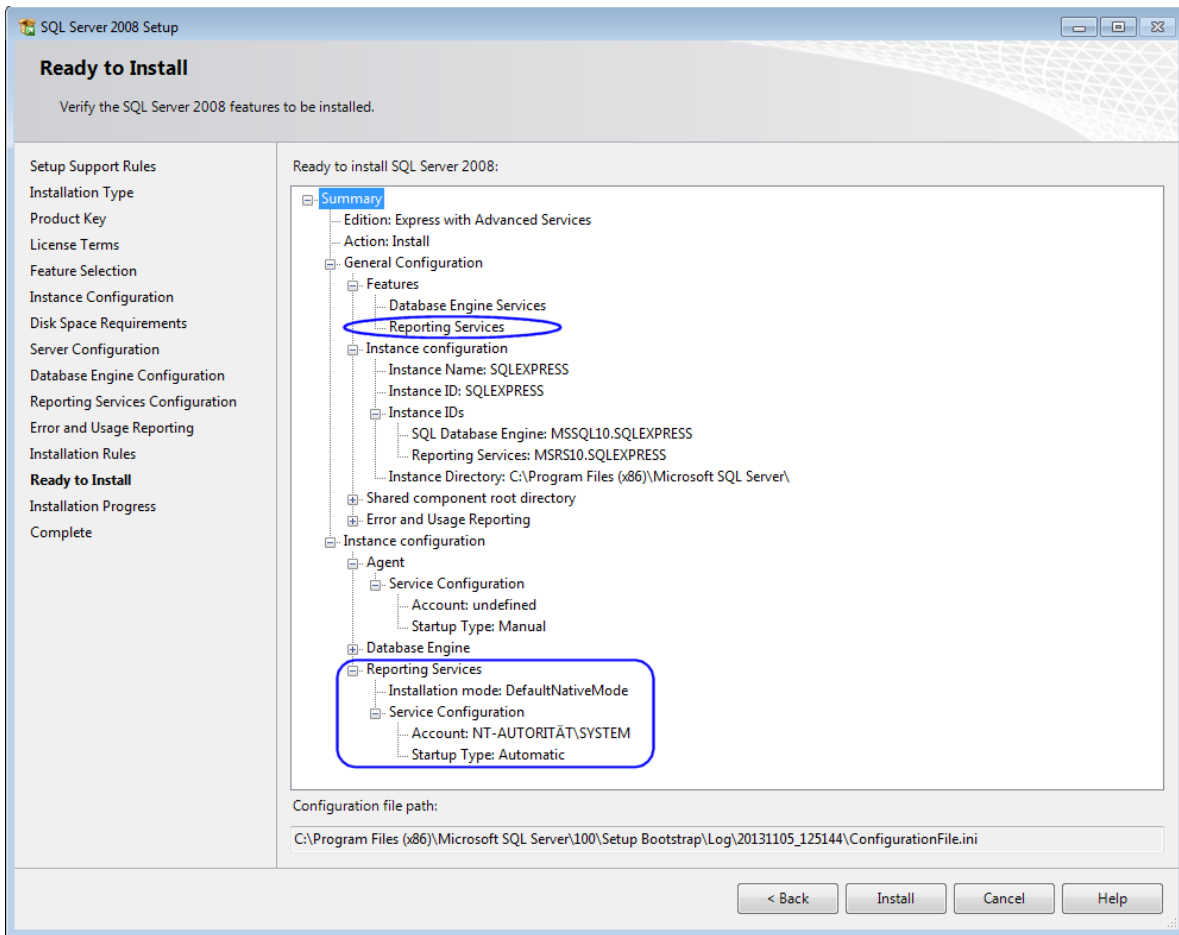 SQL Server 2008 Setup
Ready to Install
Verify the SQL Server 2008 features to be installed.
Setup Support Rules
Installation Type
Product Key
License Terms
Feature Selection
Instance Configuration
Disk Space Requirements
Server Configuration
Database Engine Configuration
Reporting Services Configuration
Error and Usage Reporting
Installation Rules
Ready to Install
Installation Progress
Complete
Ready to install SQL Server 2008:
Summary
Edition: Express with Advanced Services
Action: Install
General Configuration
Features
Database Engine Services
Reporting Services
Instance configuration
Instance Name: SQLEXPRESS
Instance ID: SQLEXPRESS
Instance IDs
SQL Database Engine: MSSQL10.SQLEXPRESS
Reporting Services: MSRS10.SQLEXPRESS
Instance Directory: C:\Program Files (x86)\Microsoft SQL Server\
Shared component root directory
Error and Usage Reporting
Instance configuration
Agent
Service Configuration
Account: undefined
Startup Type: Manual
Database Engine
Reporting Services
Installation mode: DefaultNativeMode
Service Configuration
Account: NT-AUTORITÄT\SYSTEM
Startup Type: Automatic
Configuration file path:
C:\Program Files (x86)\Microsoft SQL Server\100\Setup Bootstrap\Log\20131105_125144\ConfigurationFile.ini
< Back
Install
Cancel
Help